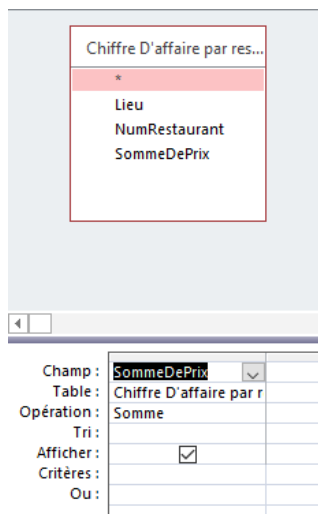 Chiffre D'affaire par res...
*
Lieu
NumRestaurant
SommeDePrix
Champ : SommeDePrix
Table : Chiffre D'affaire par r
Opération : Somme
Tri :
Afficher :
Critères :
Ou :